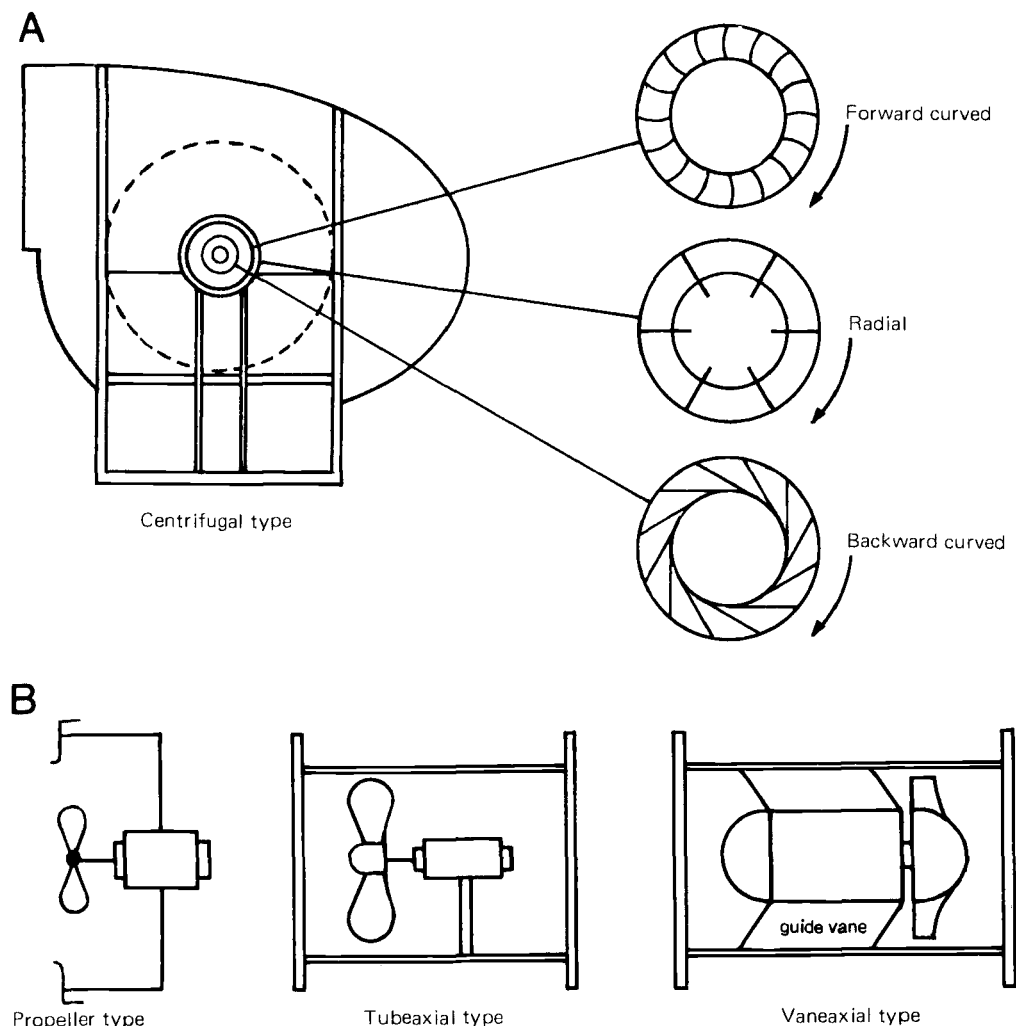 A
Forward curved
Radial
Backward curved
Centrifugal type
B
guide vane
Propeller type
Tubeaxial type
Vaneaxial type